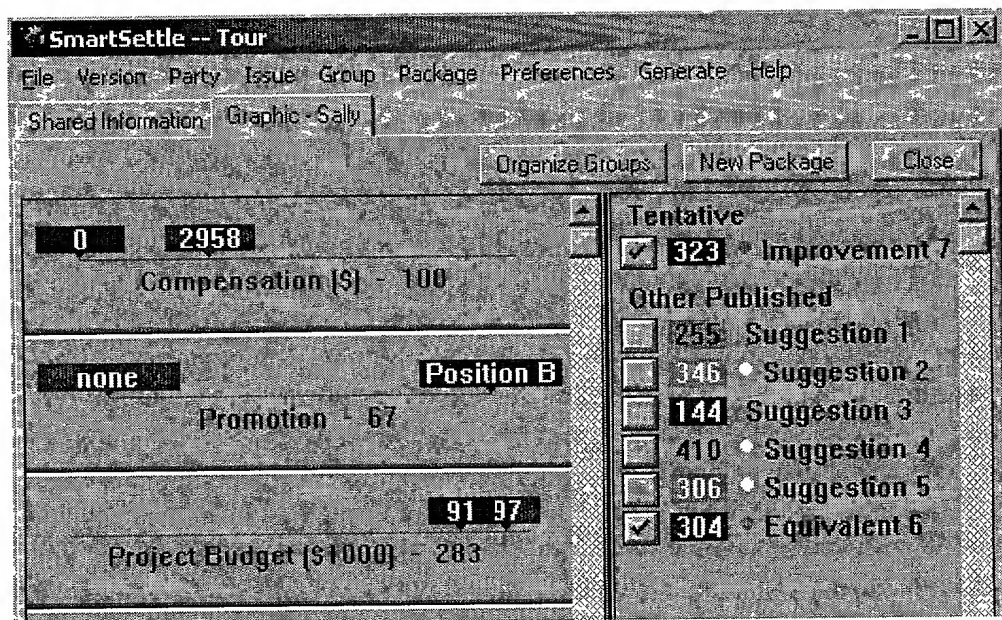 SmartSettle -- Tour
File Version Party Issue Group Package Preferences Generate Help
Shared Information Graphic - Sally
Organize Groups New Package Close
0 2958
Compensation ($) - 100
none Position B
Promotion - 67
91 97
Project Budget ($1000) - 283
Tentative
323 Improvement 7
Other Published
255 Suggestion 1
346 Suggestion 2
144 Suggestion 3
410 Suggestion 4
306 Suggestion 5
304 Equivalent 6